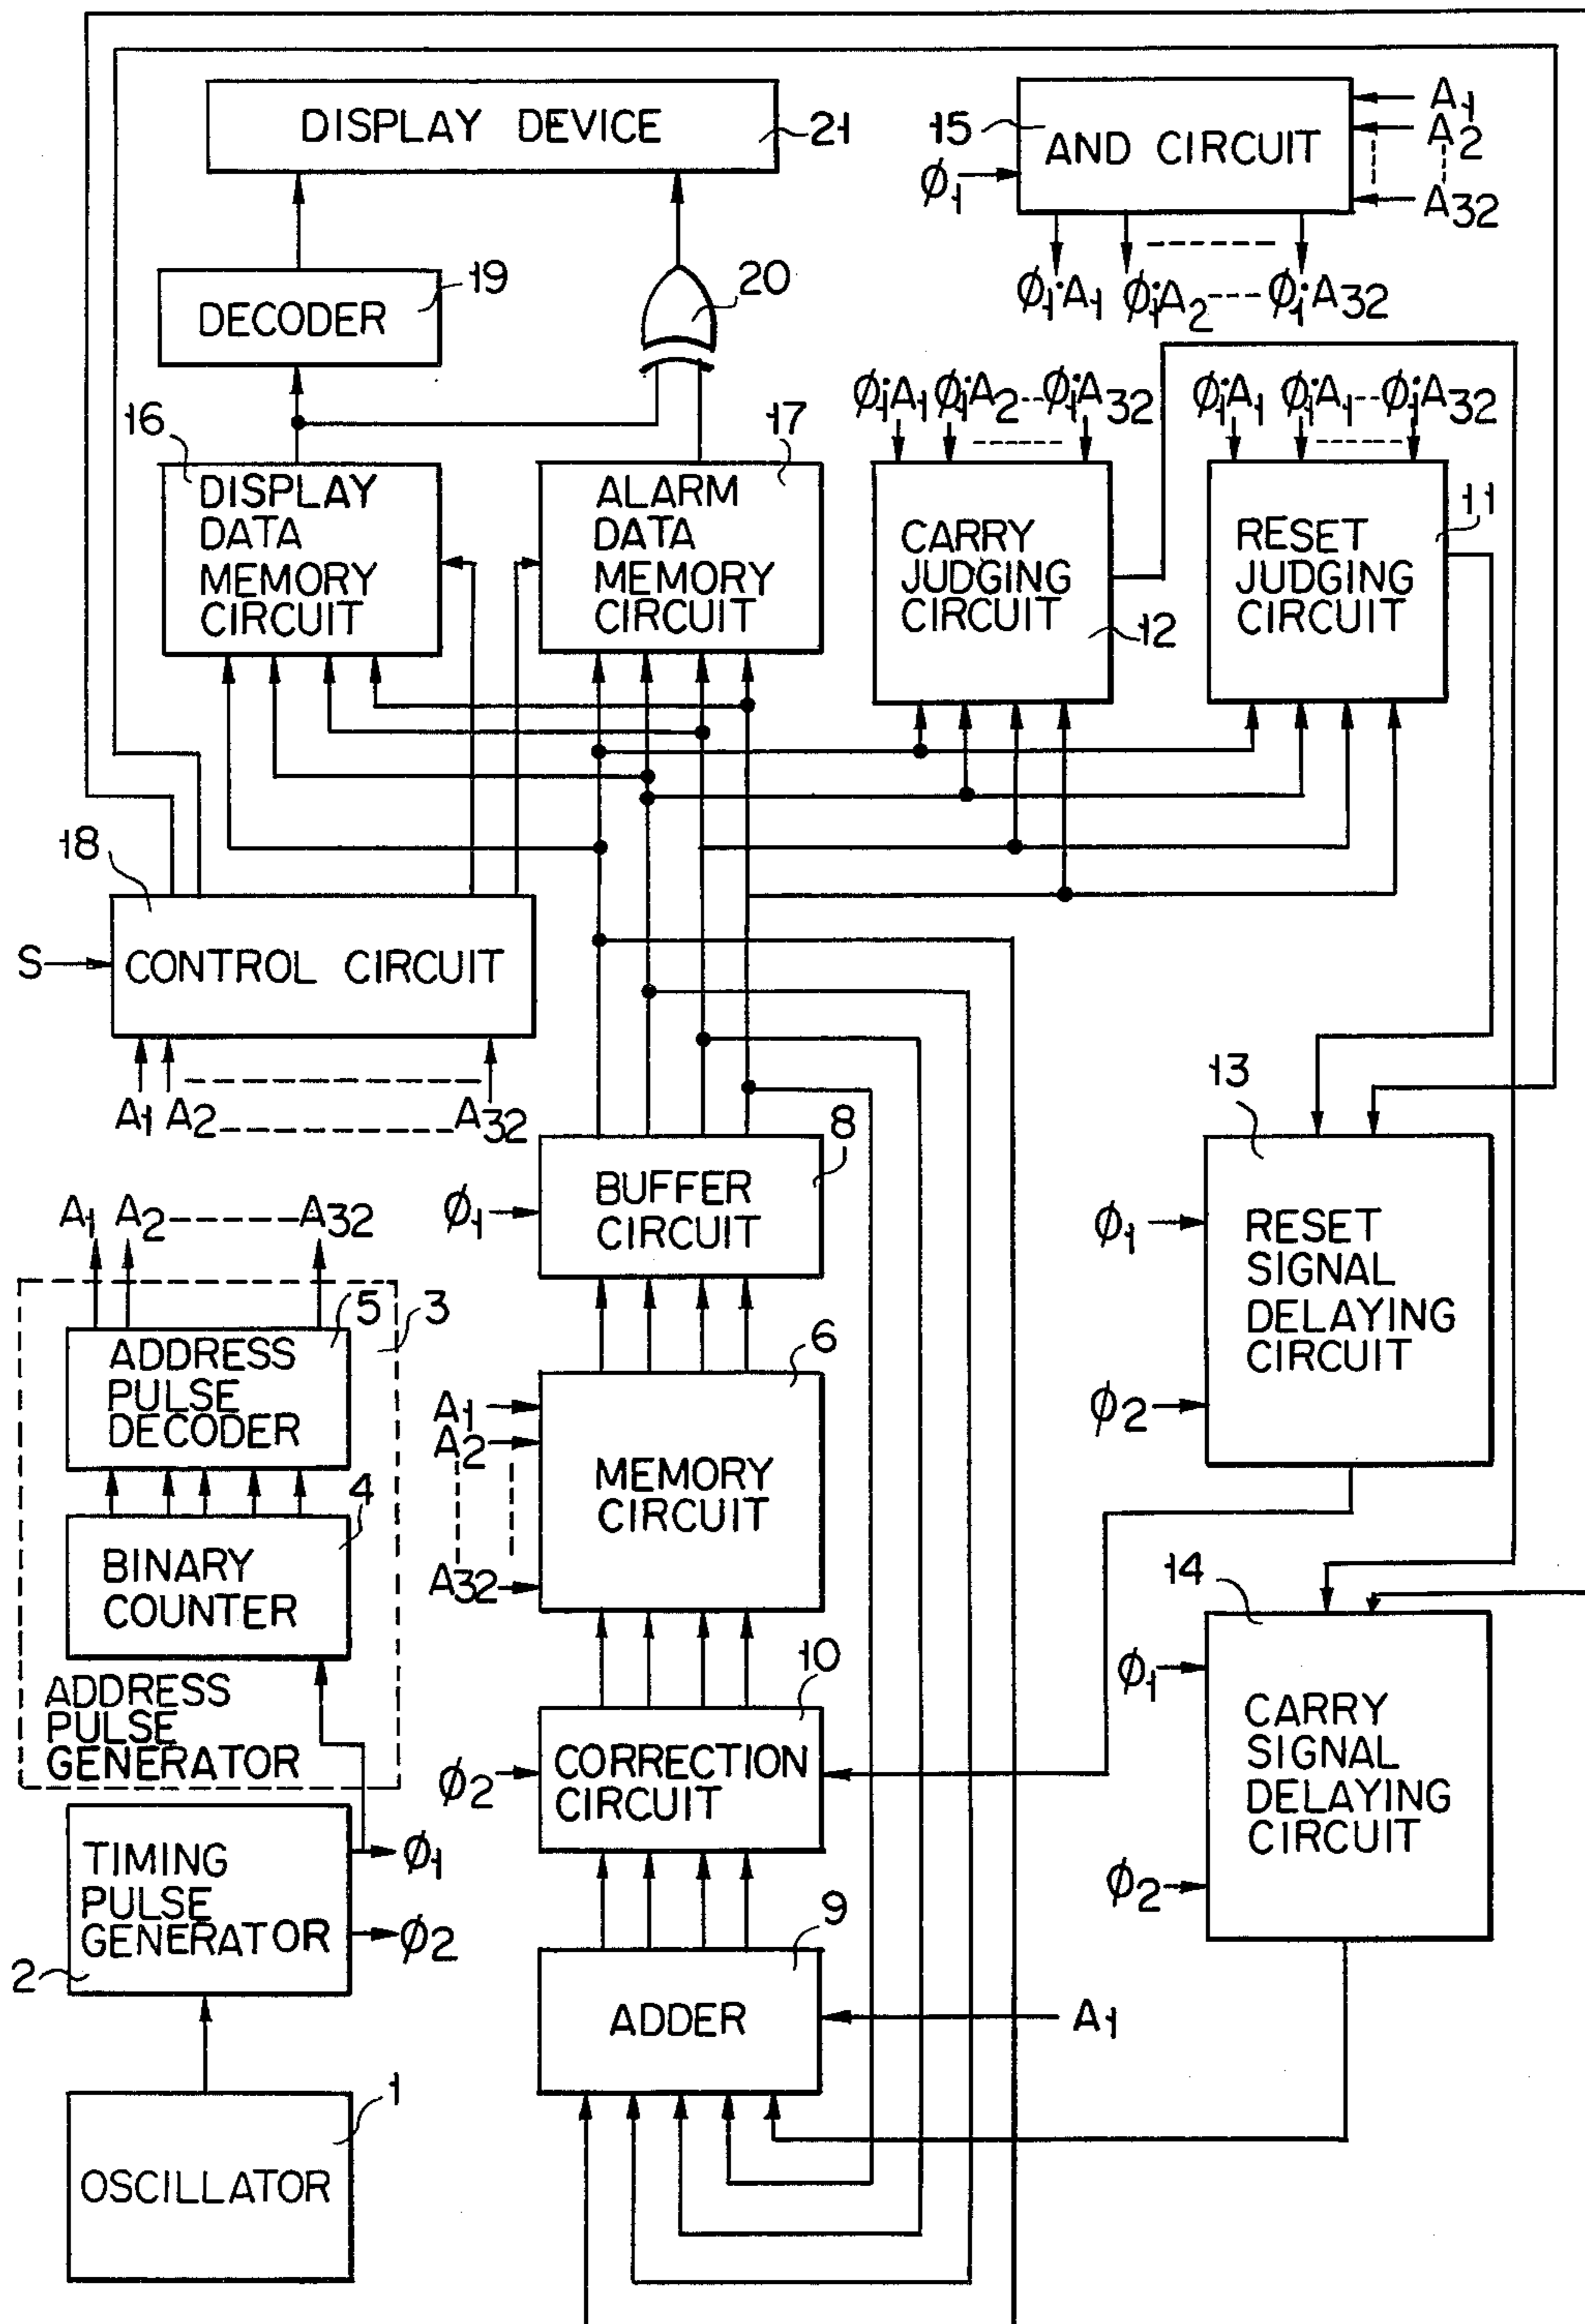 DISPLAY DEVICE 21
15 AND CIRCUIT
ϕ1
A1
A2
A32
ϕ1·A1 ϕ1·A2 ---- ϕ1·A32
DECODER 19
20
16
DISPLAY
DATA
MEMORY
CIRCUIT
17
ALARM
DATA
MEMORY
CIRCUIT
ϕ1·A1 ϕ1·A2 -- ϕ1·A32
CARRY
JUDGING
CIRCUIT
12
ϕ1·A1 ϕ1·A1 -- ϕ1·A32
11
RESET
JUDGING
CIRCUIT
18
S
CONTROL CIRCUIT
A1 A2 -------- A32
8
ϕ1
BUFFER
CIRCUIT
13
ϕ1
ϕ2
RESET
SIGNAL
DELAYING
CIRCUIT
A1 A2 ------ A32
5
3
ADDRESS
PULSE
DECODER
4
BINARY
COUNTER
ADDRESS
PULSE
GENERATOR
6
A1
A2
A32
MEMORY
CIRCUIT
10
ϕ2
CORRECTION
CIRCUIT
14
ϕ1
ϕ2
CARRY
SIGNAL
DELAYING
CIRCUIT
TIMING
PULSE
GENERATOR
2
ϕ1
ϕ2
9
ADDER
A1
1
OSCILLATOR